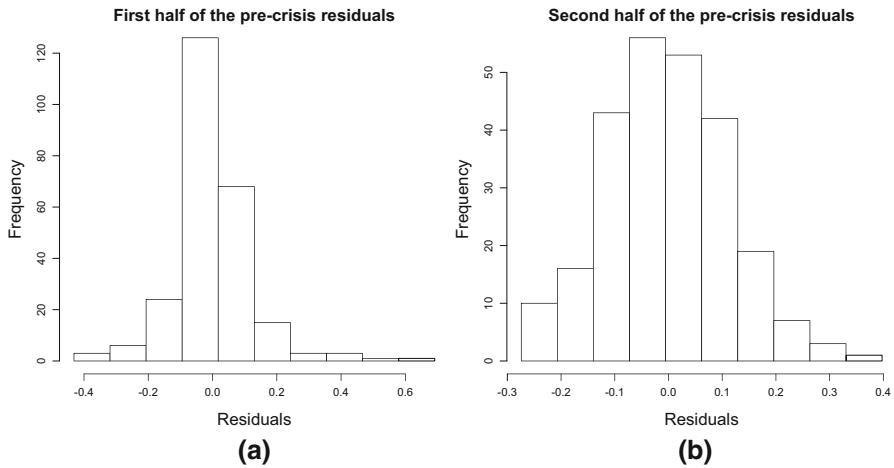 First half of the pre-crisis residuals
120
100
80
60
40
20
0
Frequency
-0.4 -0.2 0.0 0.2 0.4 0.6
Residuals
(a)
Second half of the pre-crisis residuals
50
40
30
20
10
0
Frequency
-0.3 -0.2 -0.1 0.0 0.1 0.2 0.3 0.4
Residuals
(b)